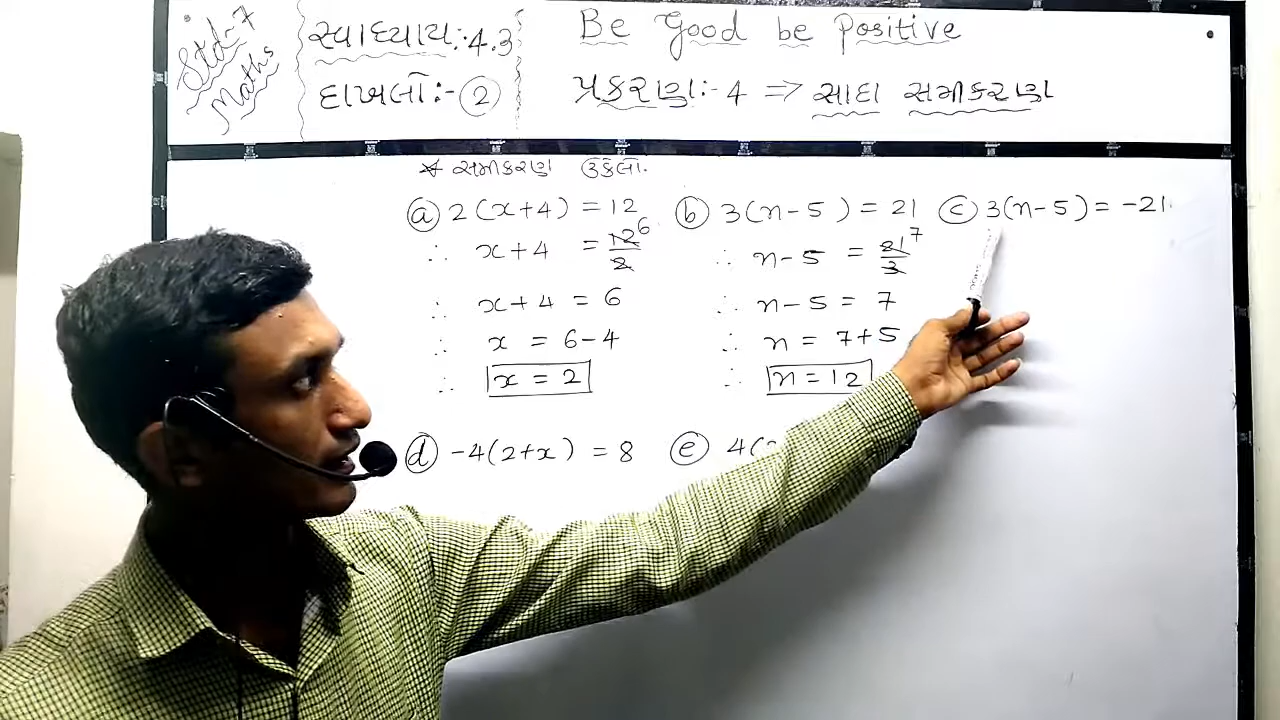 Std-7
Maths
સ્વાધ્યાય:-4.3
દાખલો:-2
Be Good be positive
પ્રકરણ:-4 => સાદા સમીકરણ
* સમીકરણ ઉકેલો.
a 2(x+4) = 12
∴ x+4 = 12/2 6
∴ x+4 = 6
∴ x = 6-4
∴ x = 2
b 3(n-5) = 21
∴ n-5 = 21/3 7
∴ n-5 = 7
∴ n = 7+5
∴ n = 12
c 3(n-5) = -21
d -4(2+x) = 8
e 4(